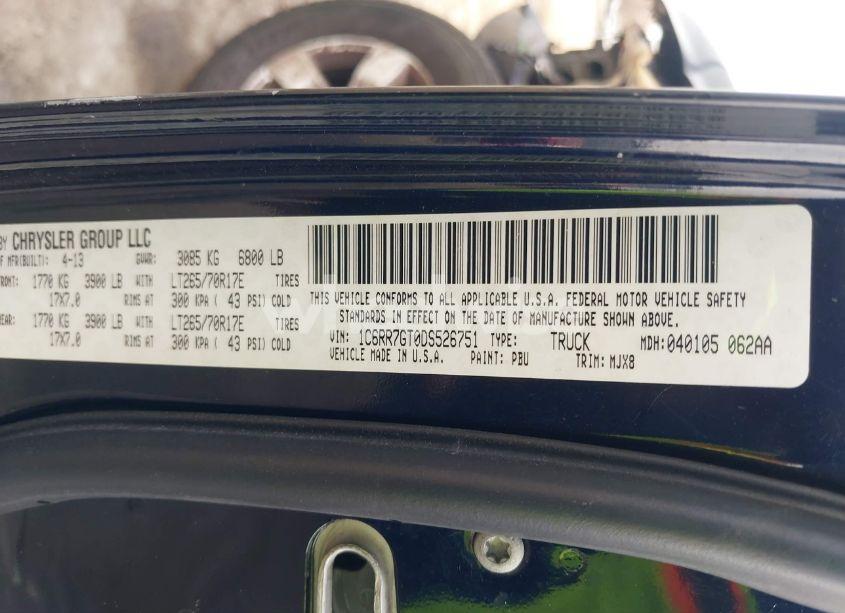 BY CHRYSLER GROUP LLC
OF MFR(BUILT): 4-13 GVWR: 3085 KG 6800 LB
FRONT: 1770 KG 3900 LB WITH LT265/70R17E TIRES
17X7.0 RIMS AT 300 KPA ( 43 PSI) COLD
REAR: 1770 KG 3900 LB WITH LT265/70R17E TIRES
17X7.0 RIMS AT 300 KPA ( 43 PSI) COLD
THIS VEHICLE CONFORMS TO ALL APPLICABLE U.S.A. FEDERAL MOTOR VEHICLE SAFETY
STANDARDS IN EFFECT ON THE DATE OF MANUFACTURE SHOWN ABOVE.
VIN: 1C6RR7GT0DS526751 TYPE: TRUCK MDH:040105 062AA
VEHICLE MADE IN U.S.A. PAINT: PBU TRIM: MJX8